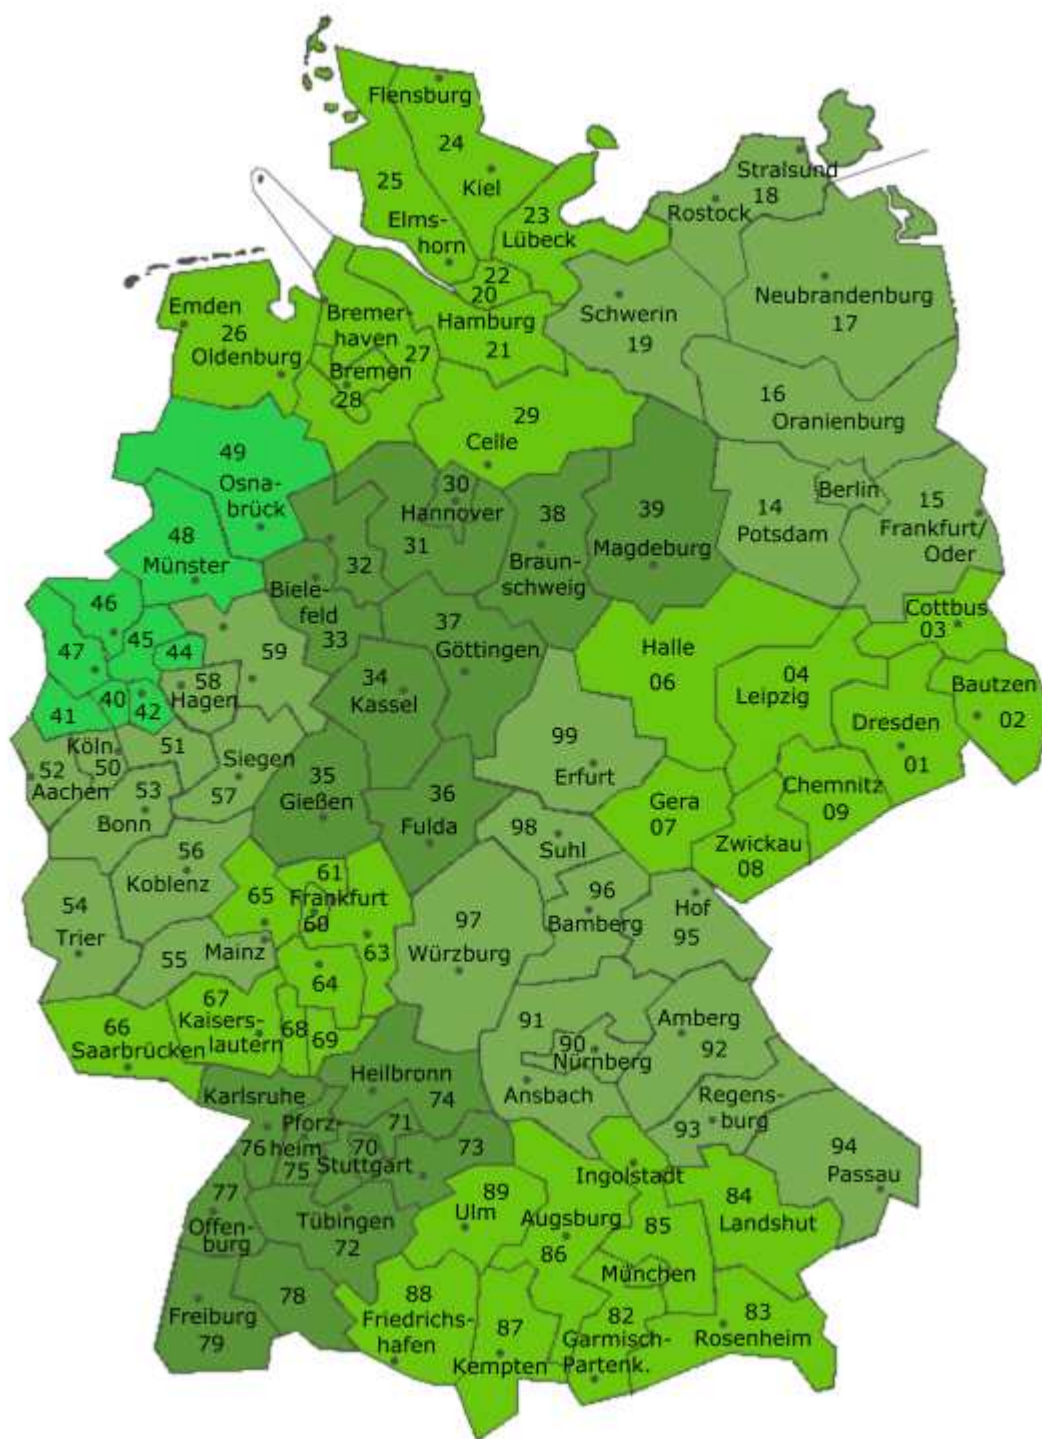 Flensburg
24
25
Kiel
Elms-
horn
23
Lübeck
22
20
Hamburg
21
Stralsund
18
Rostock
Neubrandenburg
17
Schwerin
19
Emden
26
Oldenburg
Bremer-
haven
27
Bremen
28
29
Celle
16
Oranienburg
49
Osna-
brück
30
Hannover
31
38
Braun-
schweig
39
Magdeburg
14
Potsdam
Berlin
15
Frankfurt/
Oder
48
Münster
32
Biele-
feld
33
37
Göttingen
Halle
06
04
Leipzig
Cottbus
03
Bautzen
02
46
47
45
44
59
58
Hagen
40
41
42
34
Kassel
Dresden
01
Köln
50
51
52
Aachen
53
Bonn
Siegen
57
35
Gießen
36
Fulda
99
Erfurt
Gera
07
Chemnitz
09
Zwickau
08
98
Suhl
56
Koblenz
61
Frankfurt
60
65
63
64
96
Bamberg
Hof
95
54
Trier
55
Mainz
97
Würzburg
66
Saarbrücken
67
Kaisers-
lautern
68
69
91
90
Nürnberg
Ansbach
Amberg
92
Regens-
burg
93
94
Passau
Karlsruhe
Heilbronn
74
Pforz-
heim
76
75
71
70
Stuttgart
73
77
Offen-
burg
Tübingen
72
89
Ulm
Ingolstadt
Augsburg
86
85
84
Landshut
München
Freiburg
79
78
88
Friedrichs-
hafen
87
Kempten
82
Garmisch-
Partenk.
83
Rosenheim